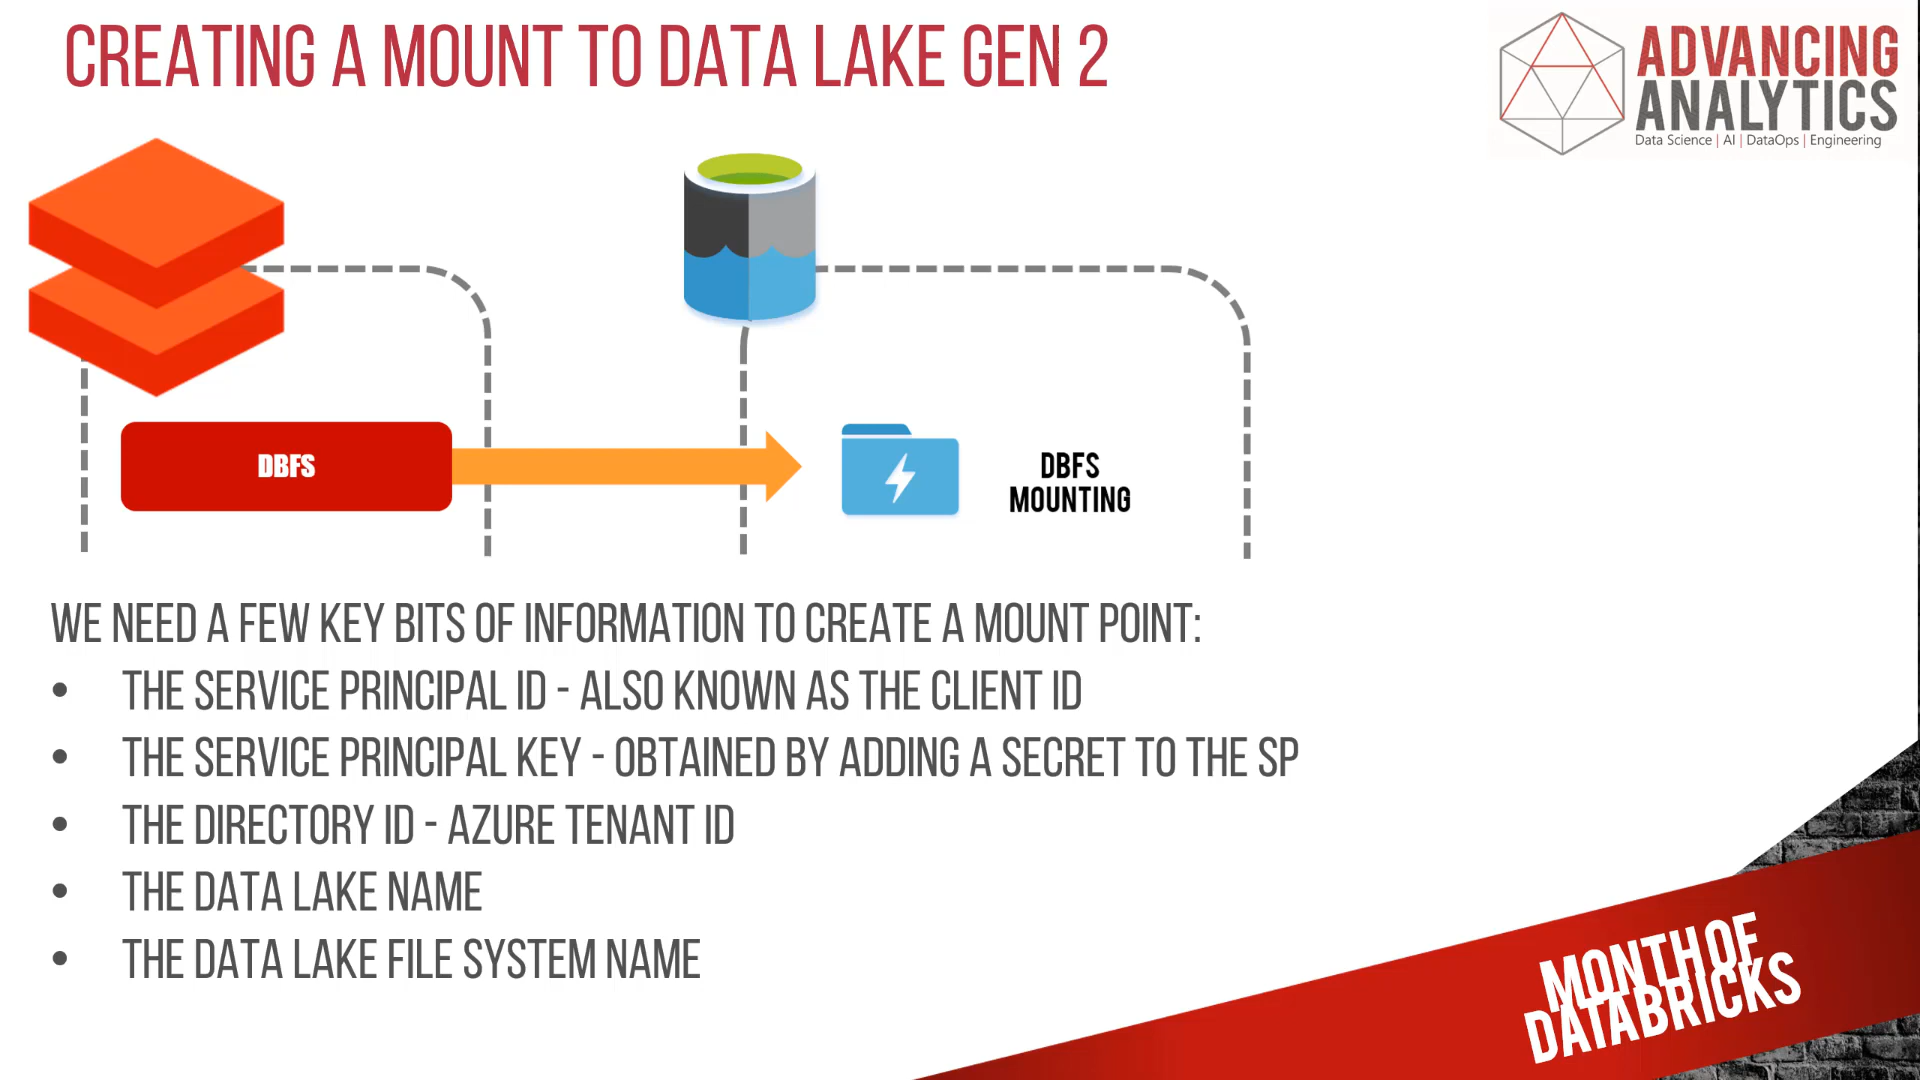 CREATING A MOUNT TO DATA LAKE GEN 2
ADVANCING
ANALYTICS
Data Science | AI | DataOps | Engineering
DBFS
DBFS
MOUNTING
WE NEED A FEW KEY BITS OF INFORMATION TO CREATE A MOUNT POINT:
• THE SERVICE PRINCIPAL ID - ALSO KNOWN AS THE CLIENT ID
• THE SERVICE PRINCIPAL KEY - OBTAINED BY ADDING A SECRET TO THE SP
• THE DIRECTORY ID - AZURE TENANT ID
• THE DATA LAKE NAME
• THE DATA LAKE FILE SYSTEM NAME
MONTH OF
DATABRICKS